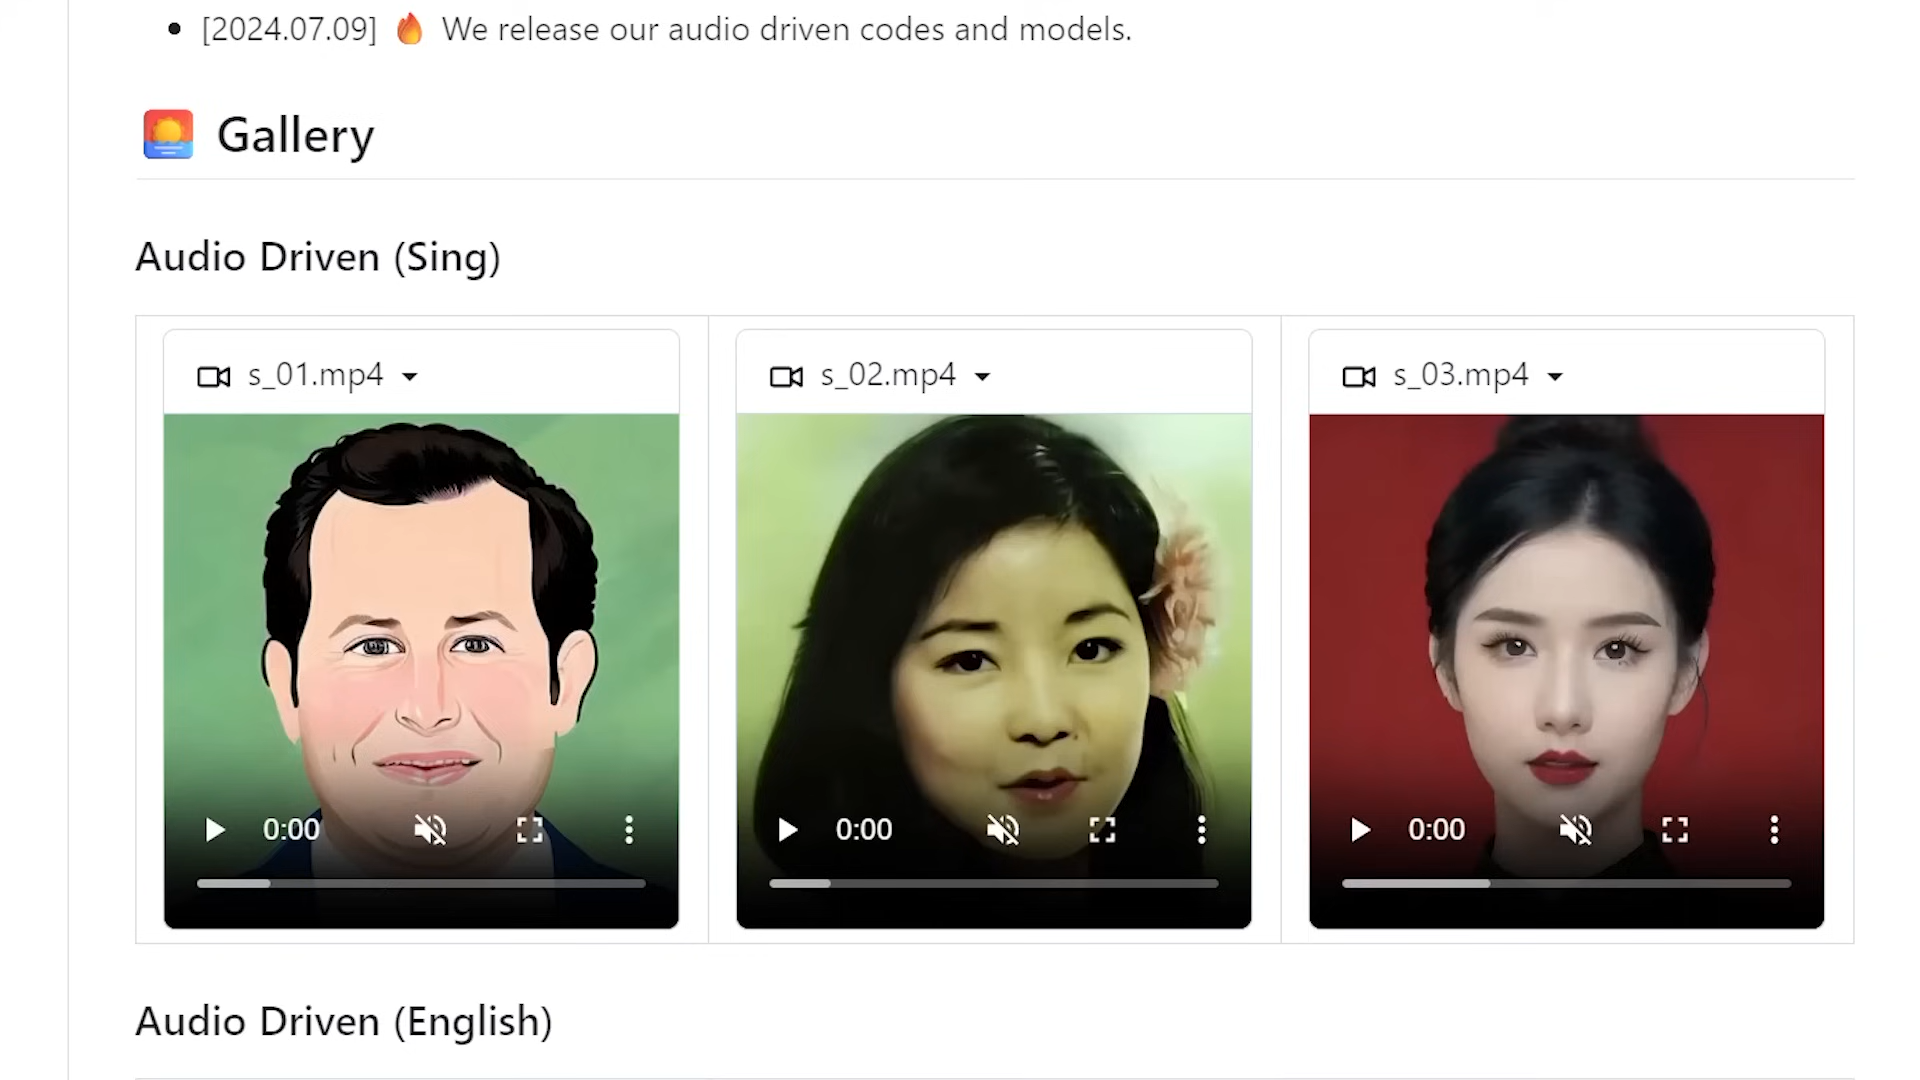 [2024.07.09] 🔥 We release our audio driven codes and models.
🌅 Gallery
Audio Driven (Sing)
s_01.mp4
s_02.mp4
s_03.mp4
0:00
0:00
0:00
Audio Driven (English)